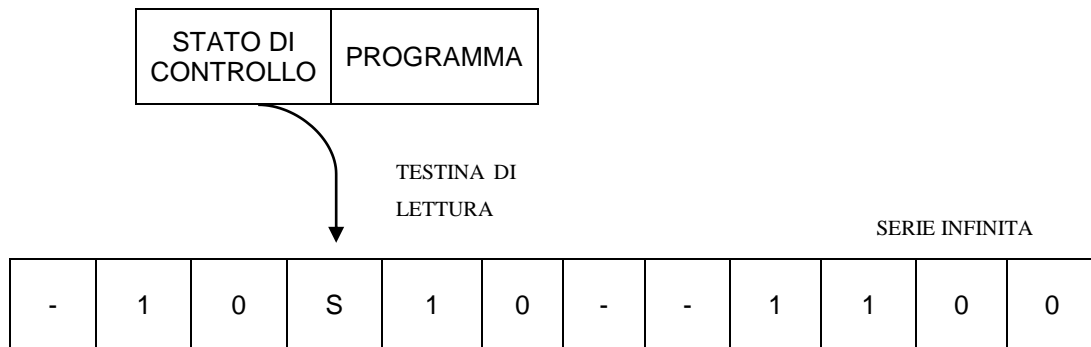 STATO DI
CONTROLLO
PROGRAMMA
TESTINA DI
LETTURA
SERIE INFINITA
- 1 0 S 1 0 - - 1 1 0 0